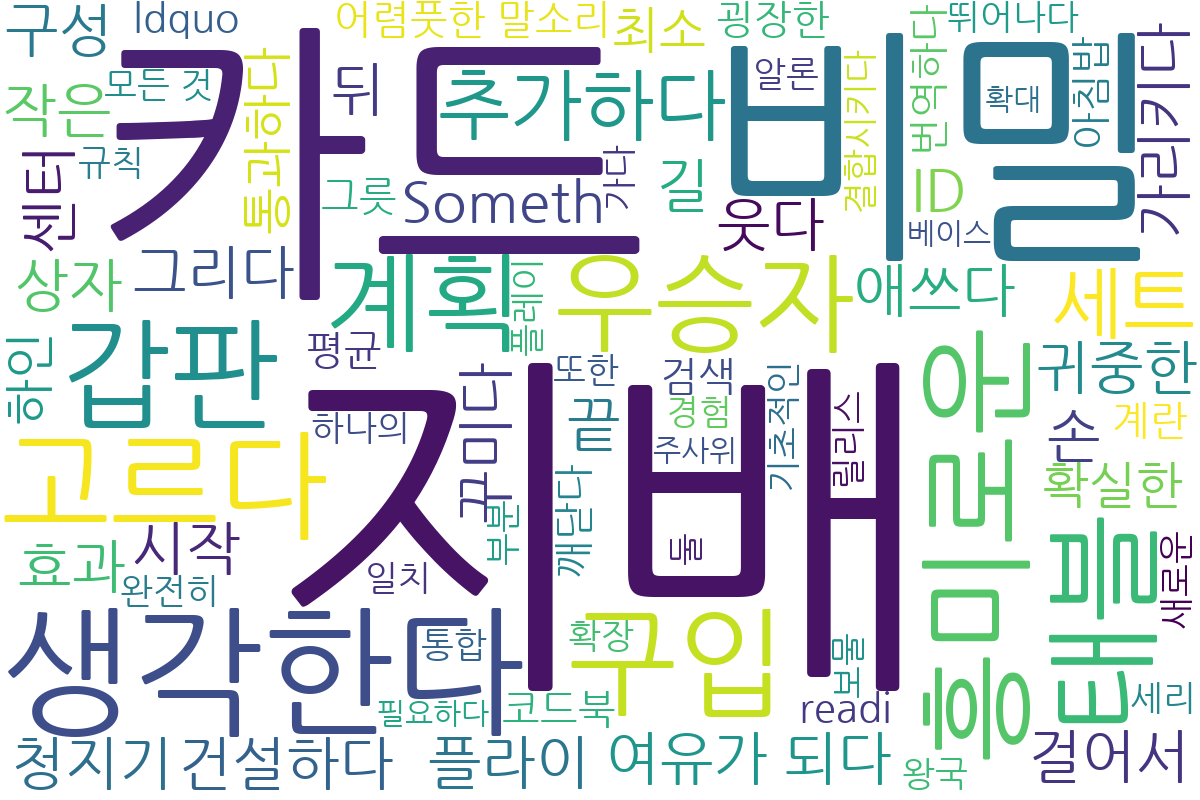 구성
ldquo
어렴풋한 말소리
최소
굉장한
뛰어나다
카드
비밀
작은
모든 것
통과하다
뒤
추가하다
알론
결합시키다
번역하다
확대
아침밥
가리키다
센터
규칙
그릇
Someth
가다
길
웃다
ID
베이스
상자
그리다
계획
플레이
우승자
애쓰다
세트
하인
갑판
평균
지배
또한
검색
흥미로운
귀중한
하나의
꾸미다
끝
경험
주사위
기초적인
릴리스
손
계란
고르다
확실한
시작
부분
깨닫다
둘
테이블
새로운
효과
완전히
일치
생각한다
통합
확장
구입
보물
세리
필요하다
코드북
readi
청지기
건설하다
플라이
여유가 되다
왕국
걸어서